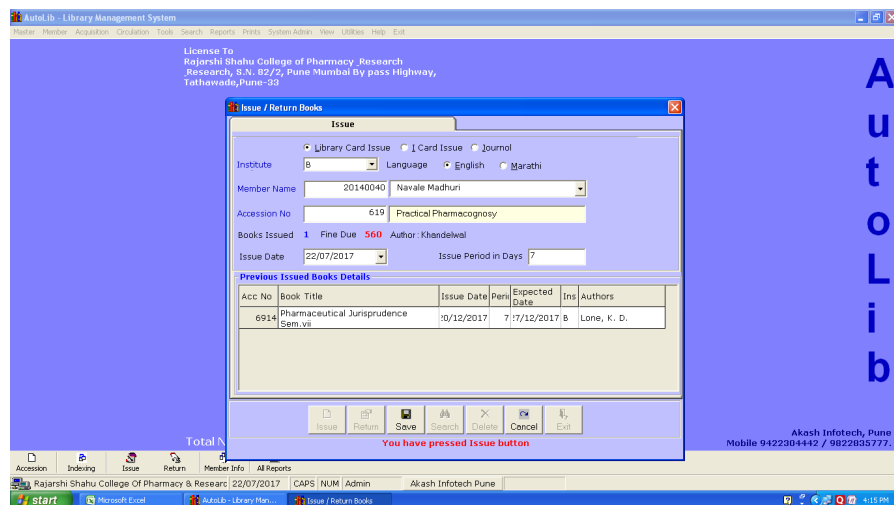 AutoLib - Library Management System
Master Member Acquisition Circulation Tools Search Reports Prints System Admin View Utilities Help Exit
License To
Rajarshi Shahu College of Pharmacy_Research
_Research, S.N. 82/2, Pune Mumbai By pass Highway,
Tathawade,Pune-33
AutoLib
Issue / Return Books
Issue
Library Card Issue I Card Issue Journol
Institute B Language English Marathi
Member Name 20140040 Navale Madhuri
Accession No 619 Practical Pharmacognosy
Books Issued 1 Fine Due 560 Author : Khandelwal
Issue Date 22/07/2017 Issue Period in Days 7
Previous Issued Books Details
Acc No Book Title Issue Date Peri Expected Date Ins Authors
6914 Pharmaceutical Jurisprudence Sem.vii 0/12/2017 7 7/12/2017 B Lone, K. D.
Issue Return Save Search Delete Cancel Exit
You have pressed Issue button
Total N
Akash Infotech, Pune
Mobile 9422304442 / 9822035777.
Accession Indexing Issue Return Member Info All Reports
Rajarshi Shahu College Of Pharmacy & Researc 22/07/2017 CAPS NUM Admin Akash Infotech Pune
start Microsoft Excel AutoLib - Library Man... Issue / Return Books 4:15 PM